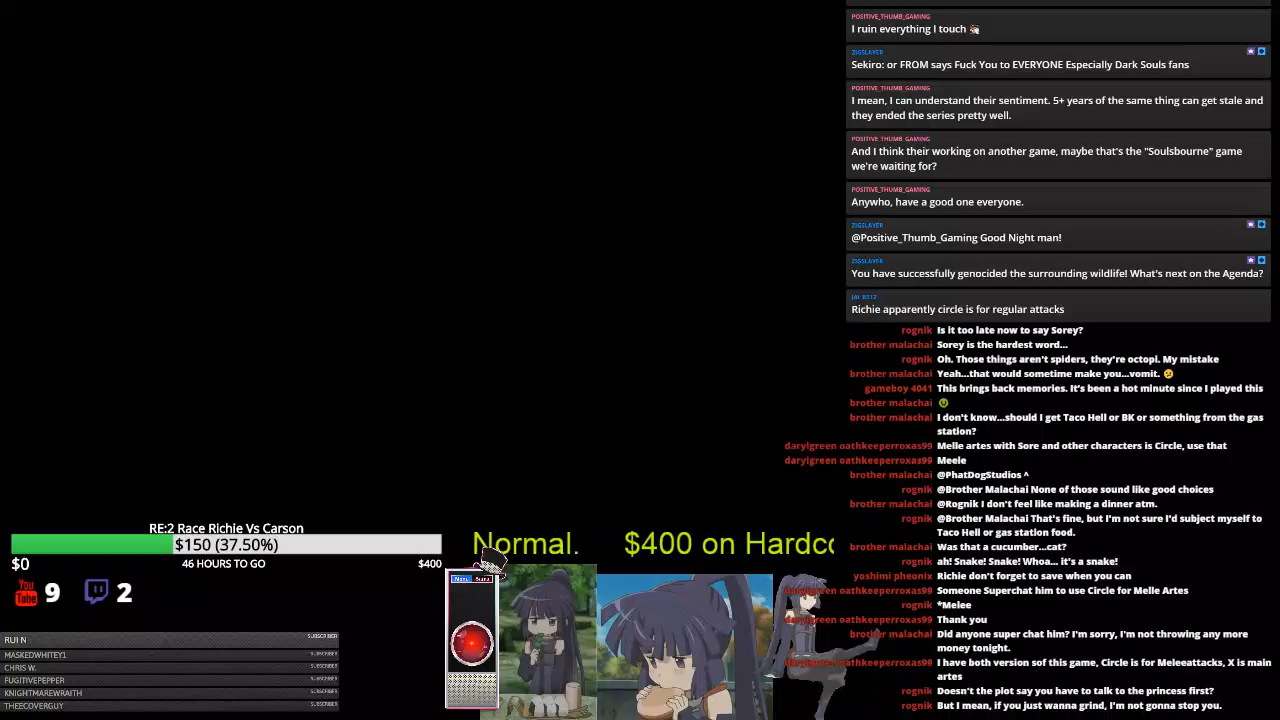 POSITIVE_THUMB_GAMING
I ruin everything I touch
ZIGSLAYER
Sekiro: or FROM says Fuck You to EVERYONE Especially Dark Souls fans
POSITIVE_THUMB_GAMING
I mean, I can understand their sentiment. 5+ years of the same thing can get stale and
they ended the series pretty well.
POSITIVE_THUMB_GAMING
And I think their working on another game, maybe that's the "Soulsbourne" game
we're waiting for?
POSITIVE_THUMB_GAMING
Anywho, have a good one everyone.
ZIGSLAYER
@Positive_Thumb_Gaming Good Night man!
ZIGSLAYER
You have successfully genocided the surrounding wildlife! What's next on the Agenda?
Richie apparently circle is for regular attacks
rognik Is it too late now to say Sorey?
brother malachai Sorey is the hardest word...
rognik Oh. Those things aren't spiders, they're octopi. My mistake
brother malachai Yeah...that would sometime make you...vomit.
gameboy 4041 This brings back memories. It's been a hot minute since I played this
brother malachai
brother malachai I don't know...should I get Taco Hell or BK or something from the gas
station?
darylgreen oathkeeperroxas99 Melle artes with Sore and other characters is Circle, use that
darylgreen oathkeeperroxas99 Meele
brother malachai @PhatDogStudios ^
rognik @Brother Malachai None of those sound like good choices
brother malachai @Rognik I don't feel like making a dinner atm.
rognik @Brother Malachai That's fine, but I'm not sure I'd subject myself to
Taco Hell or gas station food.
brother malachai Was that a cucumber...cat?
rognik ah! Snake! Snake! Whoa... it's a snake!
yoshimi pheonix Richie don't forget to save when you can
darylgreen oathkeeperroxas99 Someone Superchat him to use Circle for Melle Artes
rognik *Melee
darylgreen oathkeeperroxas99 Thank you
brother malachai Did anyone super chat him? I'm sorry, I'm not throwing any more
money tonight.
darylgreen oathkeeperroxas99 I have both version sof this game, Circle is for Meleeattacks, X is main
artes
rognik Doesn't the plot say you have to talk to the princess first?
rognik But I mean, if you just wanna grind, I'm not gonna stop you.
RE:2 Race Richie Vs Carson
$150 (37.50%)
$0 46 HOURS TO GO $400
Normal. $400 on Hardc
You Tube 9 2
RUI N SUBSCRIBER
MASKEDWHITEY1 SUBSCRIBER
CHRIS W. SUBSCRIBER
FUGITIVEPEPPER SUBSCRIBER
KNIGHTMAREWRAITH SUBSCRIBER
THEECOVERGUY SUBSCRIBER